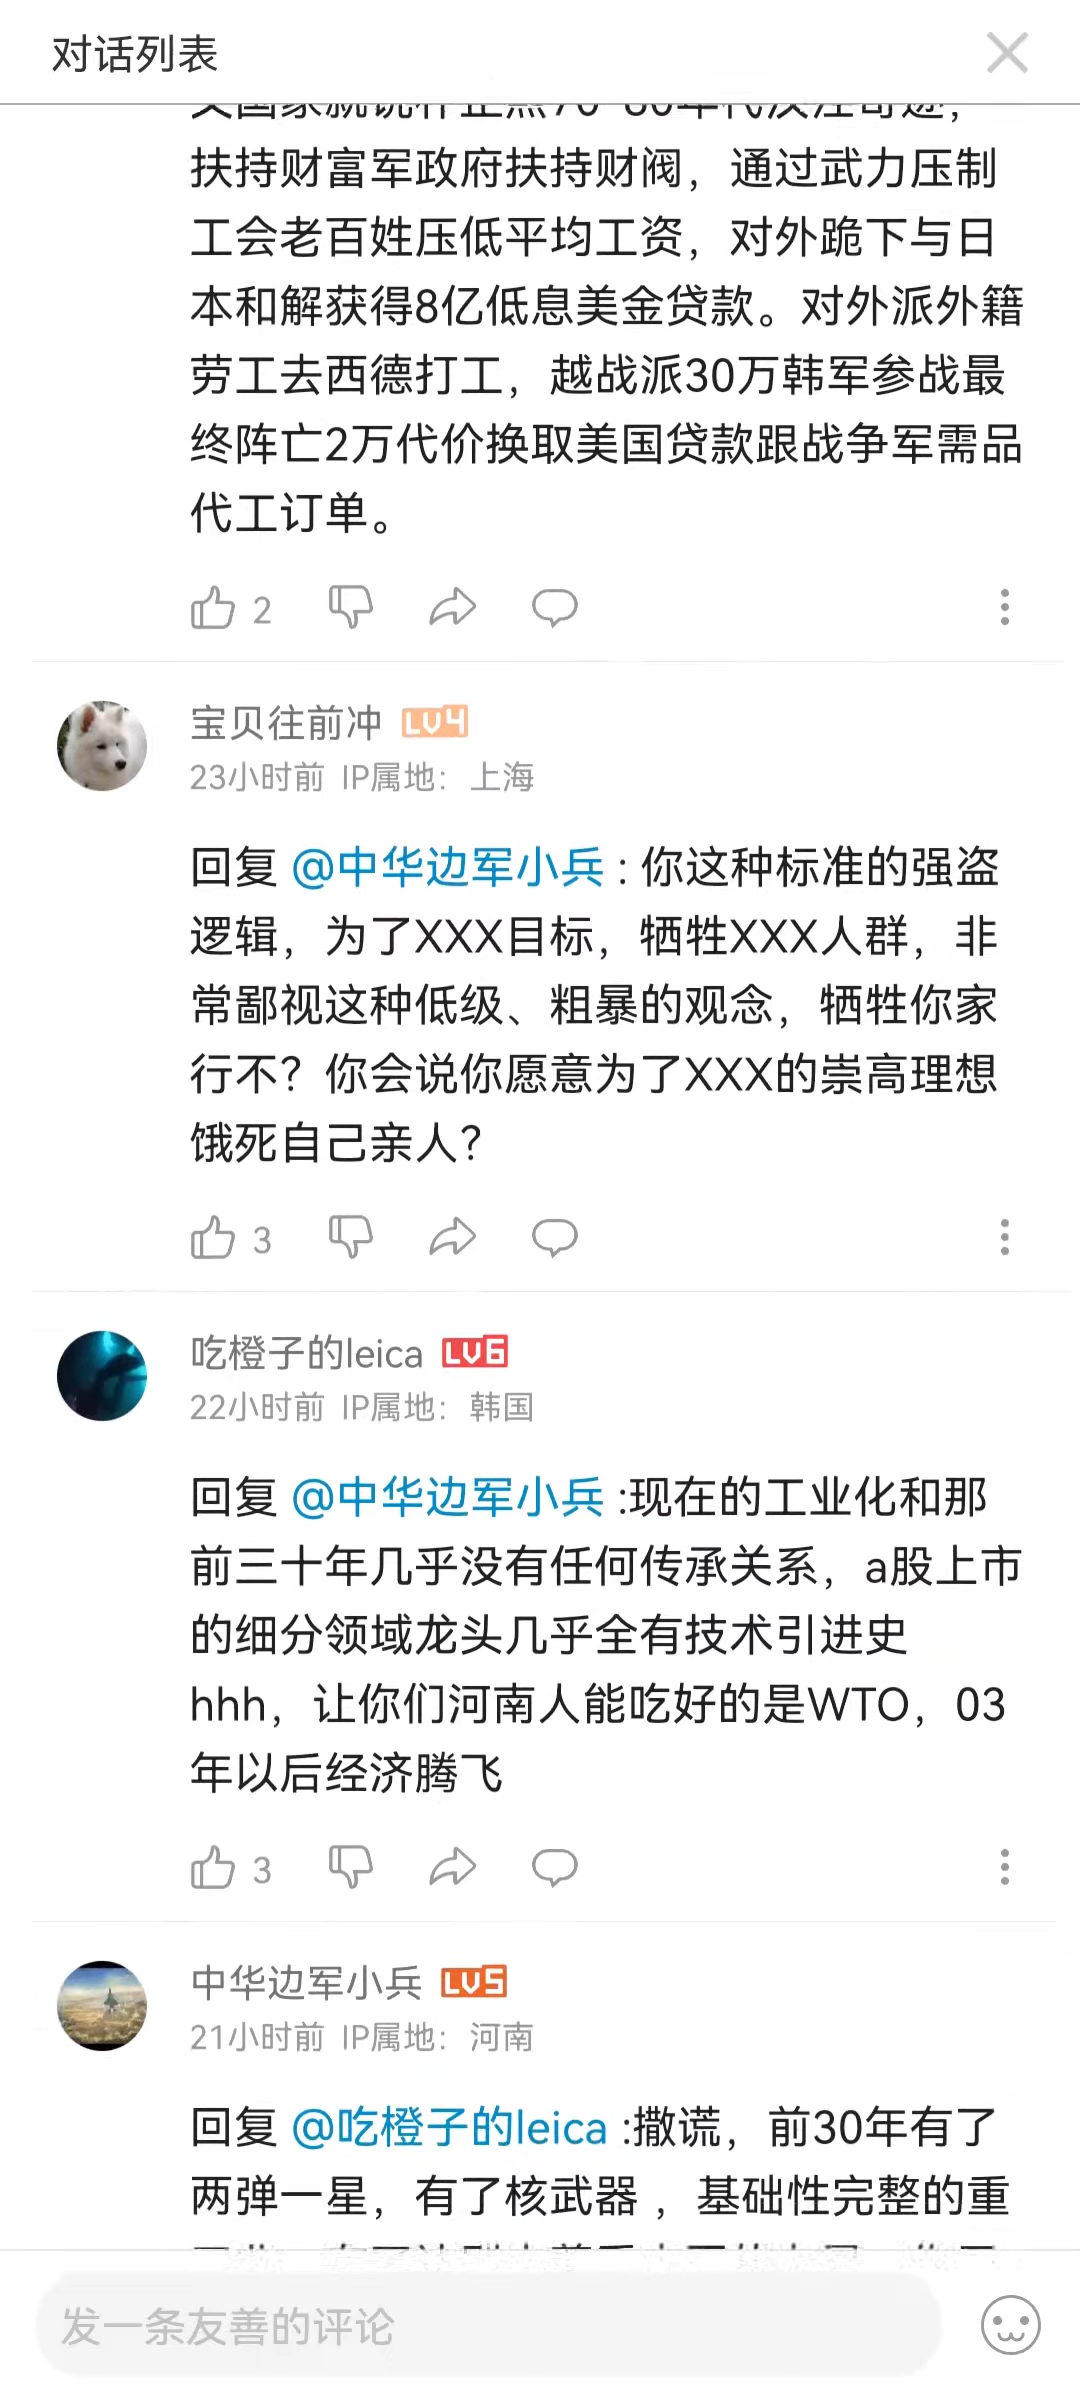 对话列表
扶持财富军政府扶持财阀，通过武力压制
工会老百姓压低平均工资，对外跪下与日
本和解获得8亿低息美金贷款。对外派外籍
劳工去西德打工，越战派30万韩军参战最
终阵亡2万代价换取美国贷款跟战争军需品
代工订单。
2
宝贝往前冲 LV4
23小时前 IP属地：上海
回复 @中华边军小兵 : 你这种标准的强盗
逻辑，为了XXX目标，牺牲XXX人群，非
常鄙视这种低级、粗暴的观念，牺牲你家
行不？你会说你愿意为了XXX的崇高理想
饿死自己亲人？
3
吃橙子的leica LV6
22小时前 IP属地：韩国
回复 @中华边军小兵 :现在的工业化和那
前三十年几乎没有任何传承关系，a股上市
的细分领域龙头几乎全有技术引进史
hhh，让你们河南人能吃好的是WTO，03
年以后经济腾飞
3
中华边军小兵 LV5
21小时前 IP属地：河南
回复 @吃橙子的leica :撒谎，前30年有了
两弹一星，有了核武器 ，基础性完整的重
发一条友善的评论